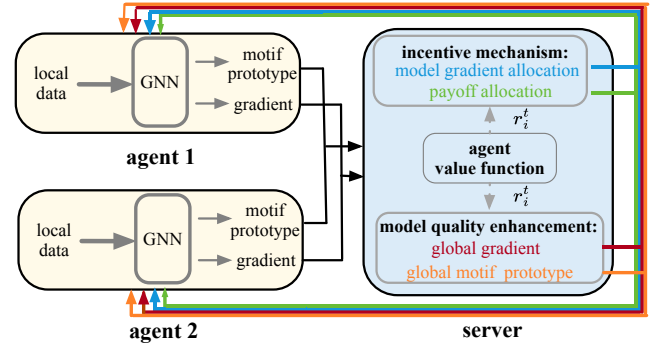 local
data
GNN
motif
prototype
gradient
agent 1
local
data
GNN
motif
prototype
gradient
agent 2
incentive mechanism:
model gradient allocation
payoff allocation
r_i^t
agent
value function
r_i^t
model quality enhancement:
global gradient
global motif prototype
server